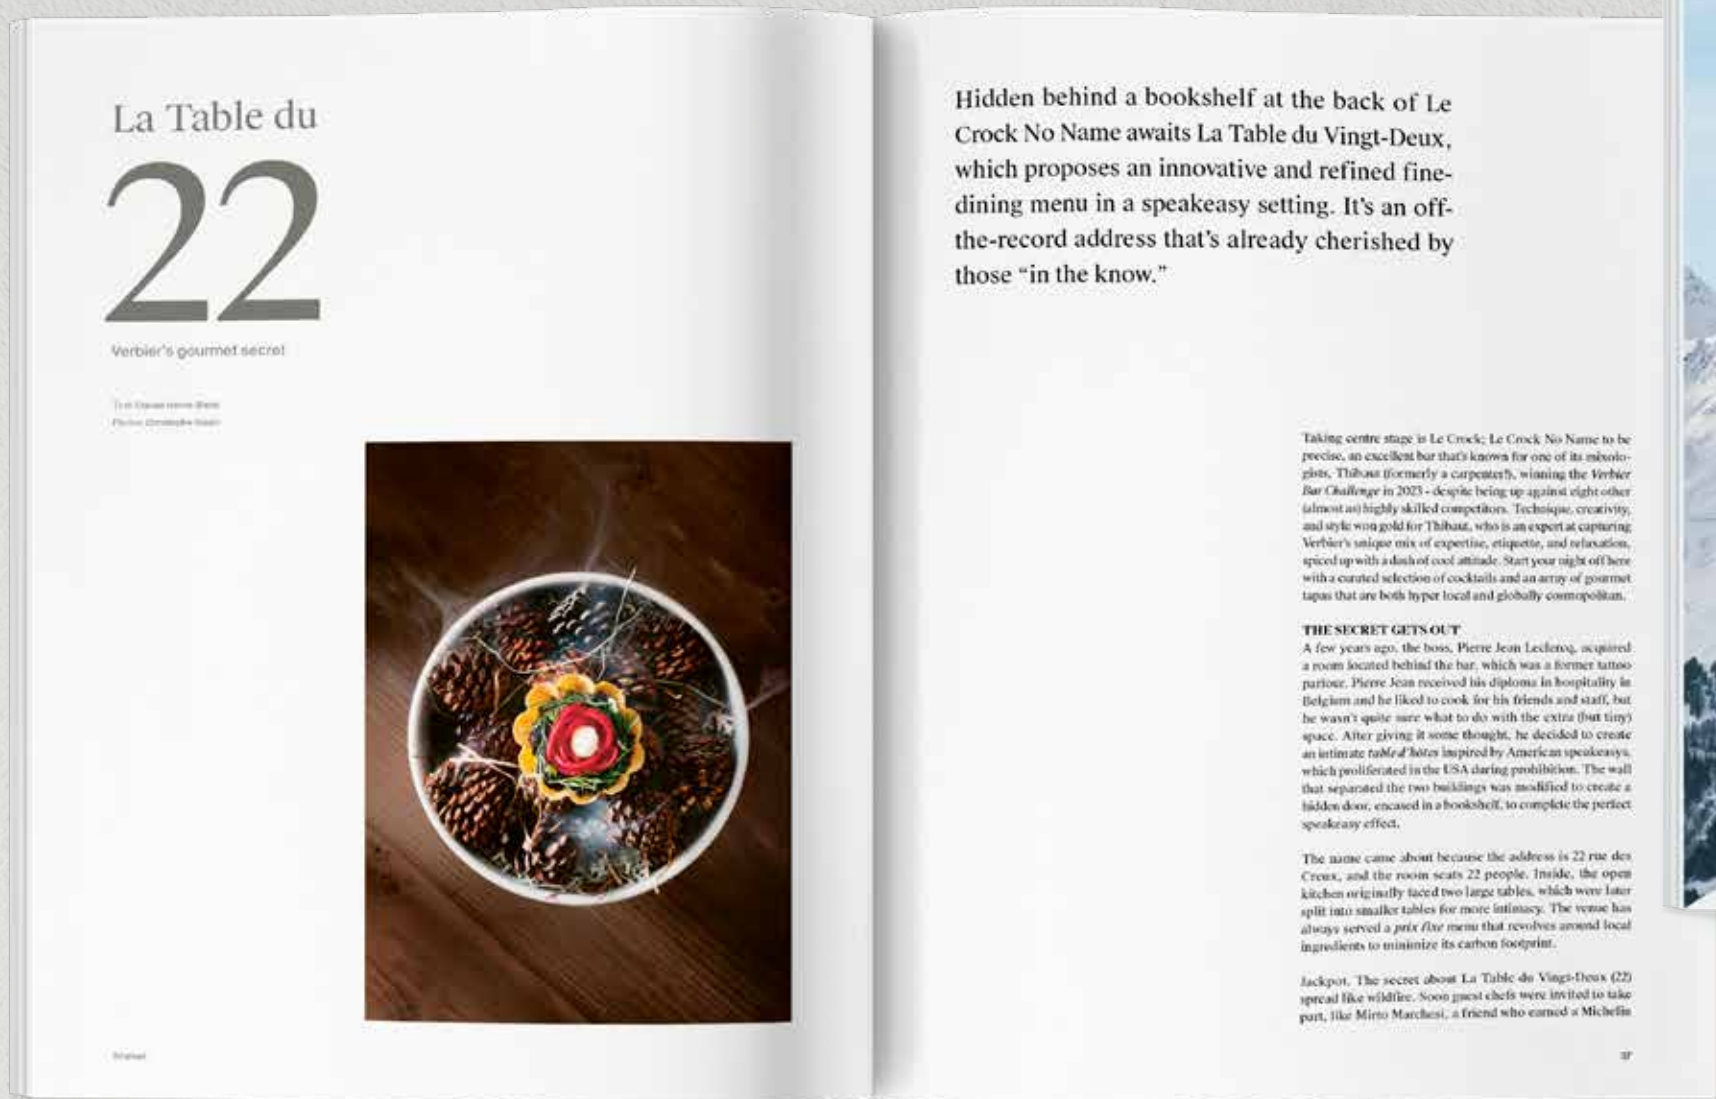 La Table du
22
Verbier's gourmet secret
Hidden behind a bookshelf at the back of Le
Crock No Name awaits La Table du Vingt-Deux,
which proposes an innovative and refined fine-
dining menu in a speakeasy setting. It's an off-
the-record address that's already cherished by
those “in the know.”
Taking centre stage is Le Crock; Le Crock No Name to be
precise, an excellent bar that's known for one of its mixolo-
gists, Thibaut (formerly a carpenter!), winning the Verbier
Bar Challenge in 2023 - despite being up against eight other
(almost as) highly skilled competitors. Technique, creativity,
and style won gold for Thibaut, who is an expert at capturing
Verbier's unique mix of expertise, etiquette, and relaxation,
spiced up with a dash of cool attitude. Start your night off here
with a curated selection of cocktails and an array of gourmet
tapas that are both hyper local and globally cosmopolitan.
THE SECRET GETS OUT
A few years ago, the boss, Pierre Jean Leclercq, acquired
a room located behind the bar, which was a former tattoo
parlour. Pierre Jean received his diploma in hospitality in
Belgium and he liked to cook for his friends and staff, but
he wasn't quite sure what to do with the extra (but tiny)
space. After giving it some thought, he decided to create
an intimate table d'hôtes inspired by American speakeasys,
which proliferated in the USA during prohibition. The wall
that separated the two buildings was modified to create a
hidden door, encased in a bookshelf, to complete the perfect
speakeasy effect.
The name came about because the address is 22 rue des
Creux, and the room seats 22 people. Inside, the open
kitchen originally faced two large tables, which were later
split into smaller tables for more intimacy. The venue has
always served a prix fixe menu that revolves around local
ingredients to minimize its carbon footprint.
Jackpot. The secret about La Table du Vingt-Deux (22)
spread like wildfire. Soon guest chefs were invited to take
part, like Mirto Marchesi, a friend who earned a Michelin
37